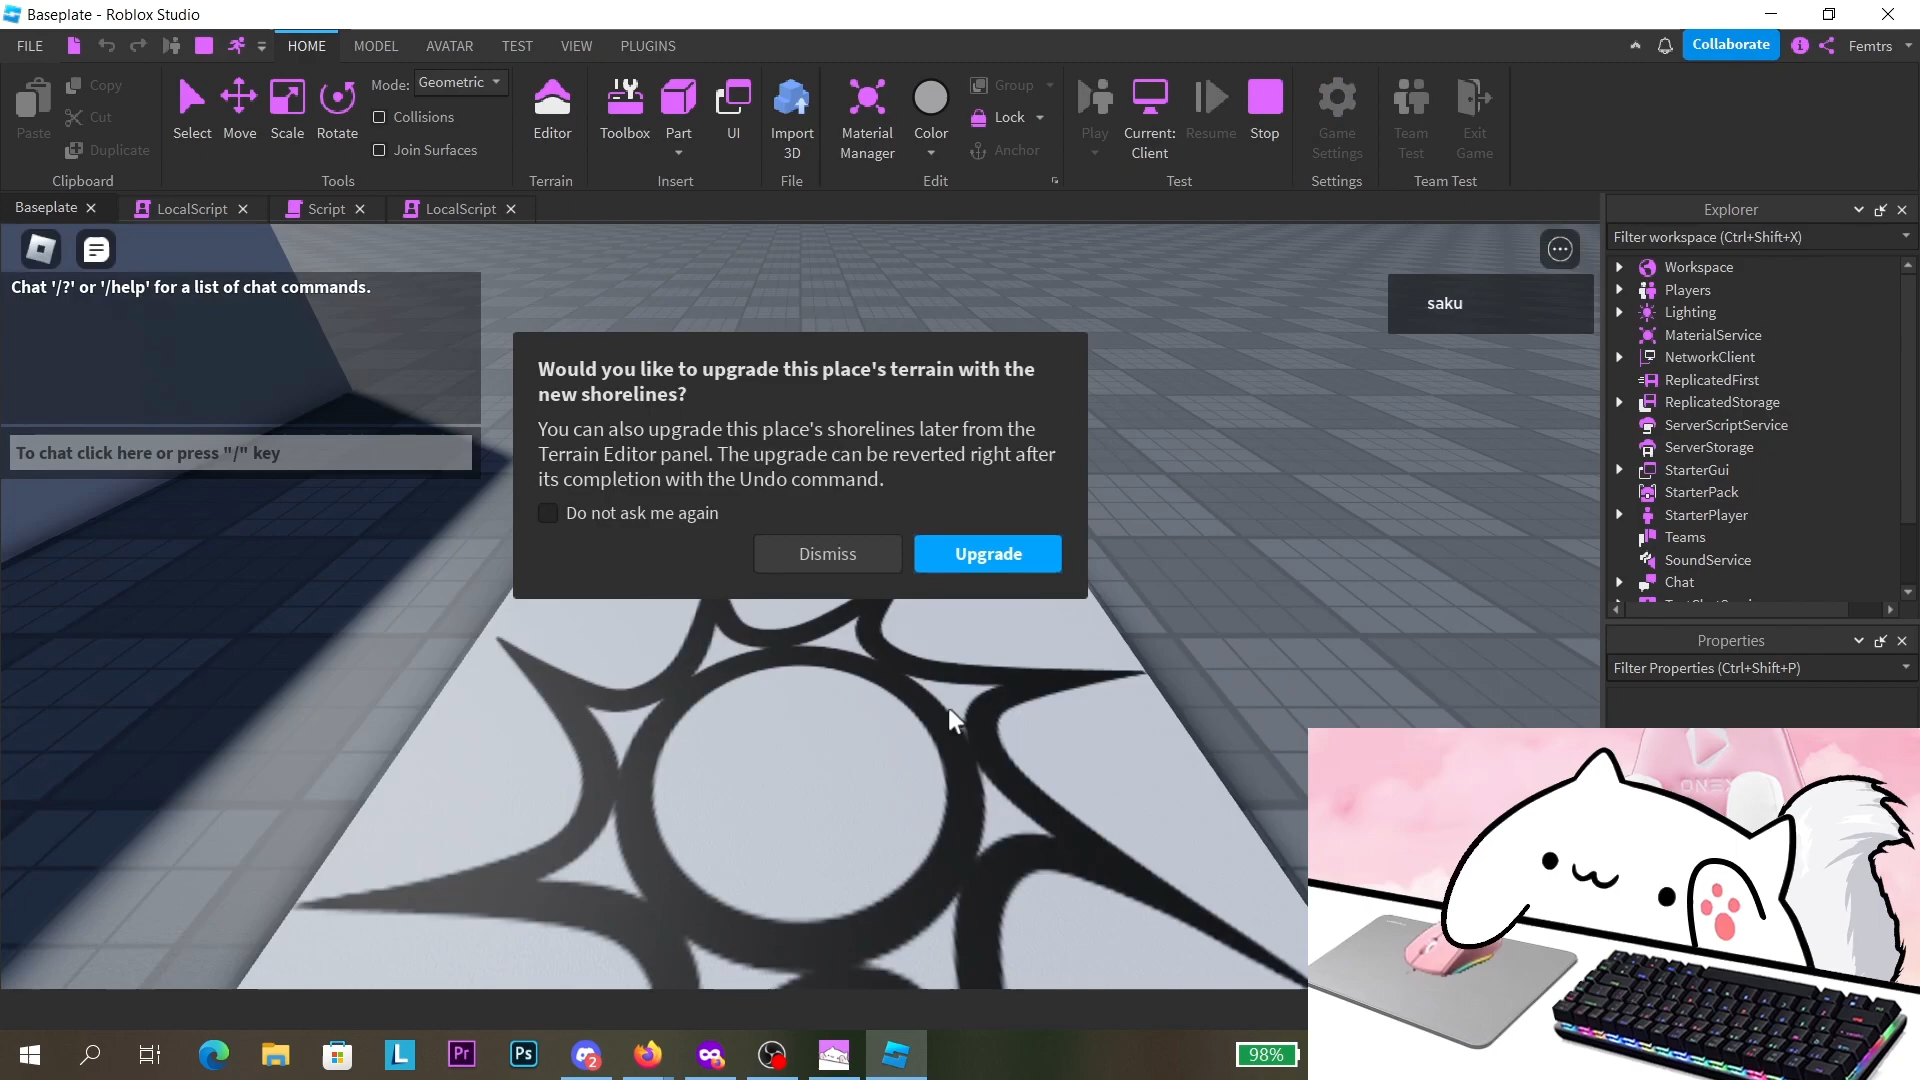 Baseplate - Roblox Studio
FILE
HOME
MODEL
AVATAR
TEST
VIEW
PLUGINS
Collaborate
Femtrs
Paste
Copy
Cut
Duplicate
Clipboard
Select
Move
Scale
Rotate
Mode: Geometric
Collisions
Join Surfaces
Tools
Editor
Terrain
Toolbox
Part
UI
Insert
Import
3D
File
Material
Manager
Color
Group
Lock
Anchor
Edit
Play
Current:
Client
Resume
Stop
Test
Game
Settings
Settings
Team
Test
Exit
Game
Team Test
Baseplate
LocalScript
Script
LocalScript
Chat '/?' or '/help' for a list of chat commands.
To chat click here or press "/" key
saku
Would you like to upgrade this place's terrain with the
new shorelines?
You can also upgrade this place's shorelines later from the
Terrain Editor panel. The upgrade can be reverted right after
its completion with the Undo command.
Do not ask me again
Dismiss
Upgrade
Explorer
Filter workspace (Ctrl+Shift+X)
Workspace
Players
Lighting
MaterialService
NetworkClient
ReplicatedFirst
ReplicatedStorage
ServerScriptService
ServerStorage
StarterGui
StarterPack
StarterPlayer
Teams
SoundService
Chat
Properties
Filter Properties (Ctrl+Shift+P)
ONEX
L
Pr
Ps
2
98%